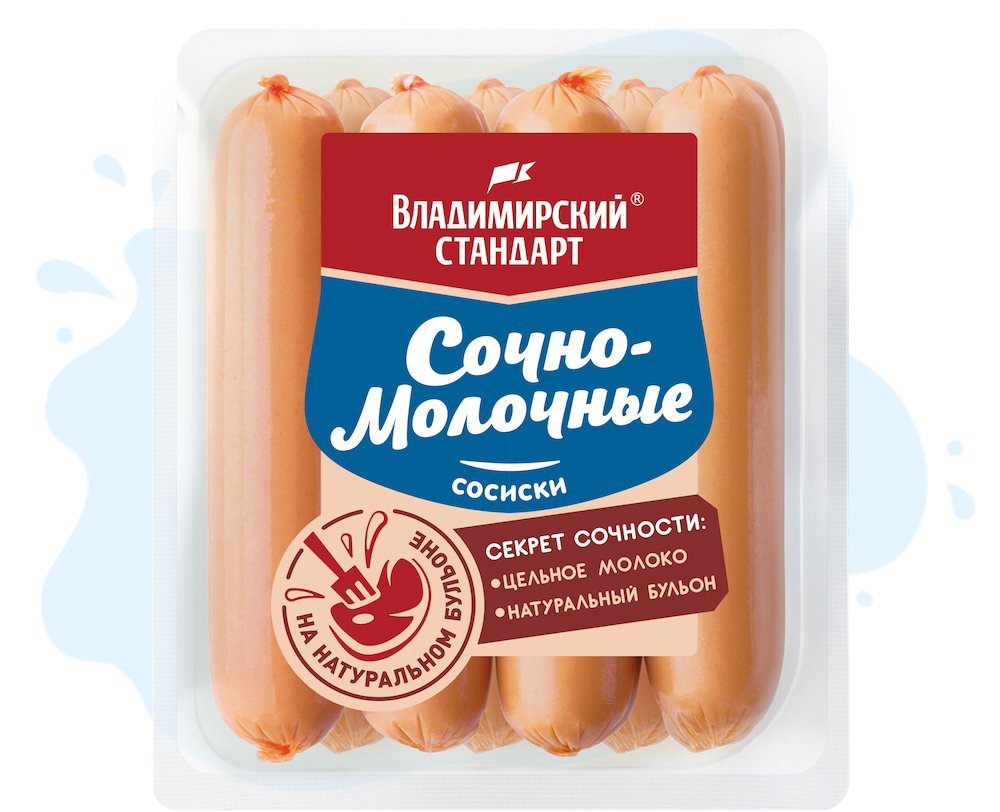 Владимирский®
стандарт
Сочно-
Молочные
сосиски
СЕКРЕТ СОЧНОСТИ:
•ЦЕЛЬНОЕ МОЛОКО
•НАТУРАЛЬНЫЙ БУЛЬОН
НА НАТУРАЛЬНОМ БУЛЬОНЕ